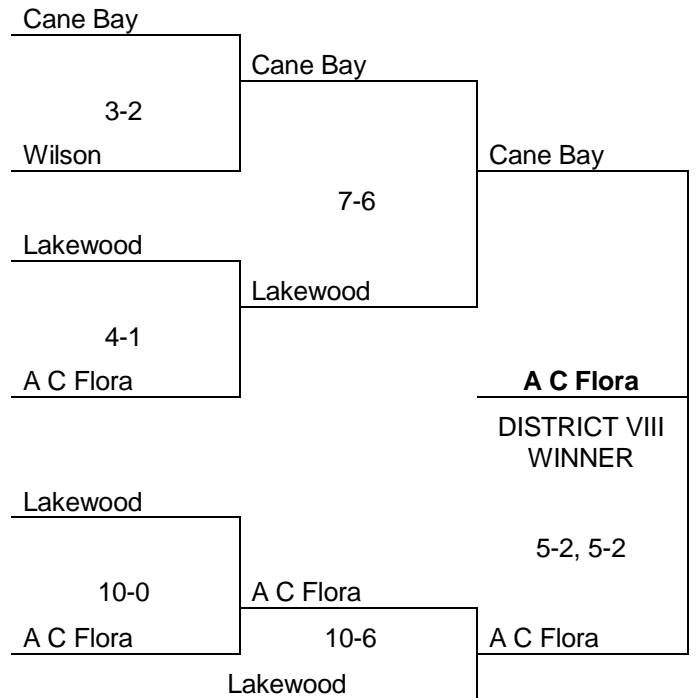 Cane Bay
Cane Bay
3-2
Wilson
Cane Bay
7-6
Lakewood
Lakewood
4-1
A C Flora
A C Flora
DISTRICT VIII
WINNER
Lakewood
5-2, 5-2
10-0
A C Flora
A C Flora
10-6
A C Flora
Lakewood